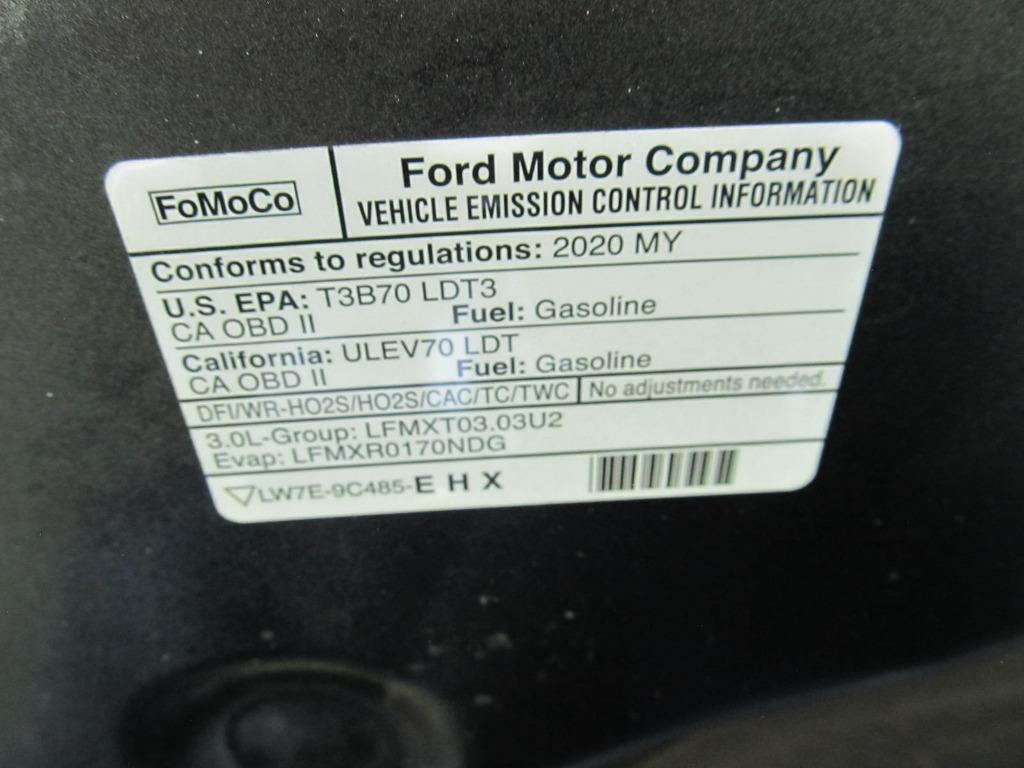 FoMoCo
Ford Motor Company
VEHICLE EMISSION CONTROL INFORMATION
Conforms to regulations: 2020 MY
U.S. EPA: T3B70 LDT3
CA OBD II Fuel: Gasoline
California: ULEV70 LDT
CA OBD II Fuel: Gasoline
DFI/WR-HO2S/HO2S/CAC/TC/TWC No adjustments needed.
3.0L-Group: LFMXT03.03U2
Evap: LFMXR0170NDG
LW7E-9C485-E H X